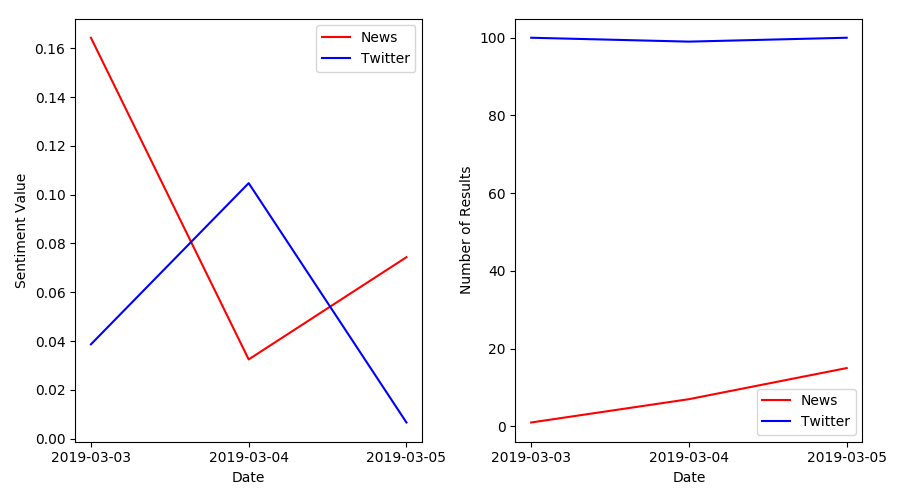 News
Twitter
0.16
0.14
0.12
0.10
0.08
0.06
0.04
0.02
0.00
Sentiment Value
2019-03-03 2019-03-04 2019-03-05
Date
100
80
60
40
20
0
Number of Results
News
Twitter
2019-03-03 2019-03-04 2019-03-05
Date